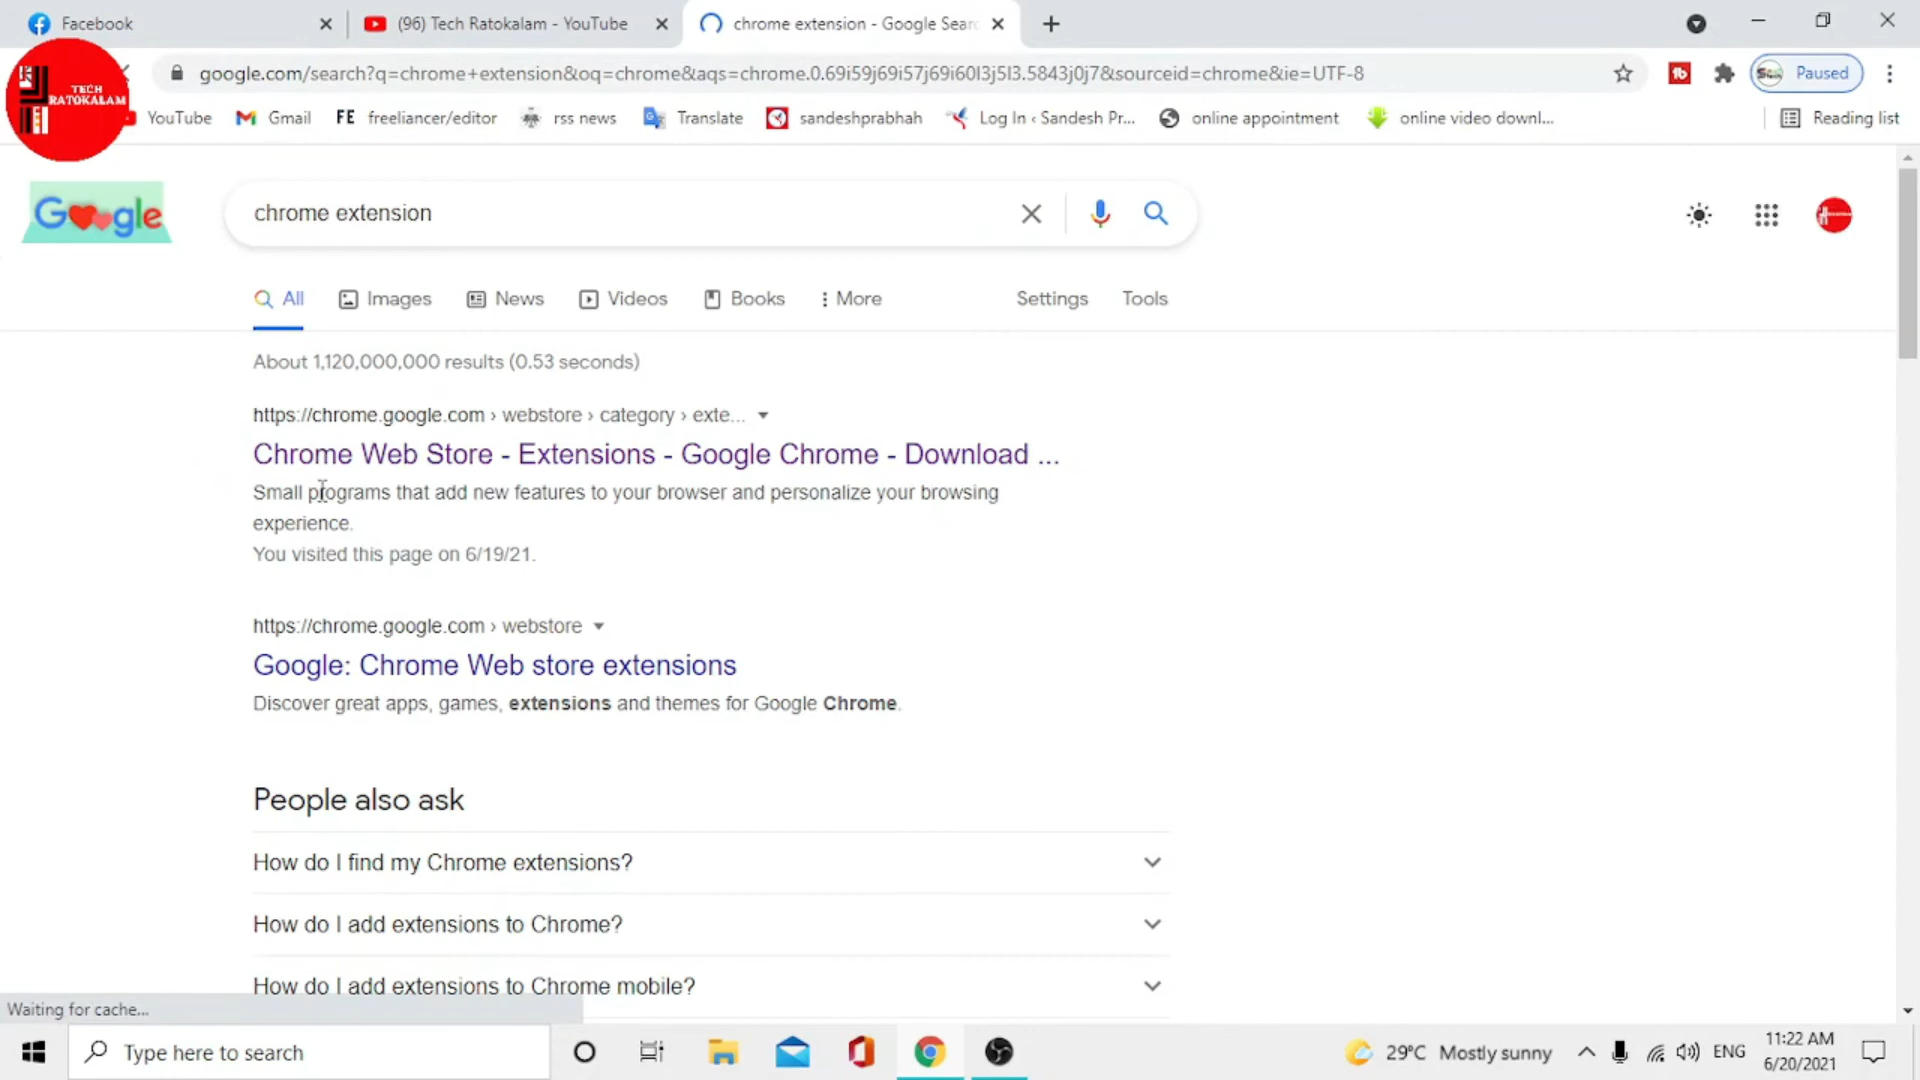 Facebook
(96) Tech Ratokalam - YouTube
chrome extension - Google Sear
google.com/search?q=chrome+extension&oq=chrome&aqs=chrome.0.69i59j69i57j69i60l3j5l3.5843j0j7&sourceid=chrome&ie=UTF-8
Paused
TECH
RATOKALAM
YouTube
Gmail
FE freeliancer/editor
rss news
Translate
sandeshprabhah
Log In ‹ Sandesh Pr...
online appointment
online video downl...
Reading list
Google
chrome extension
All
Images
News
Videos
Books
More
Settings
Tools
About 1,120,000,000 results (0.53 seconds)
https://chrome.google.com › webstore › category › exte...
Chrome Web Store - Extensions - Google Chrome - Download ...
Small programs that add new features to your browser and personalize your browsing
experience.
You visited this page on 6/19/21.
https://chrome.google.com › webstore
Google: Chrome Web store extensions
Discover great apps, games, extensions and themes for Google Chrome.
People also ask
How do I find my Chrome extensions?
How do I add extensions to Chrome?
How do I add extensions to Chrome mobile?
Waiting for cache...
Type here to search
29°C Mostly sunny
ENG
11:22 AM
6/20/2021